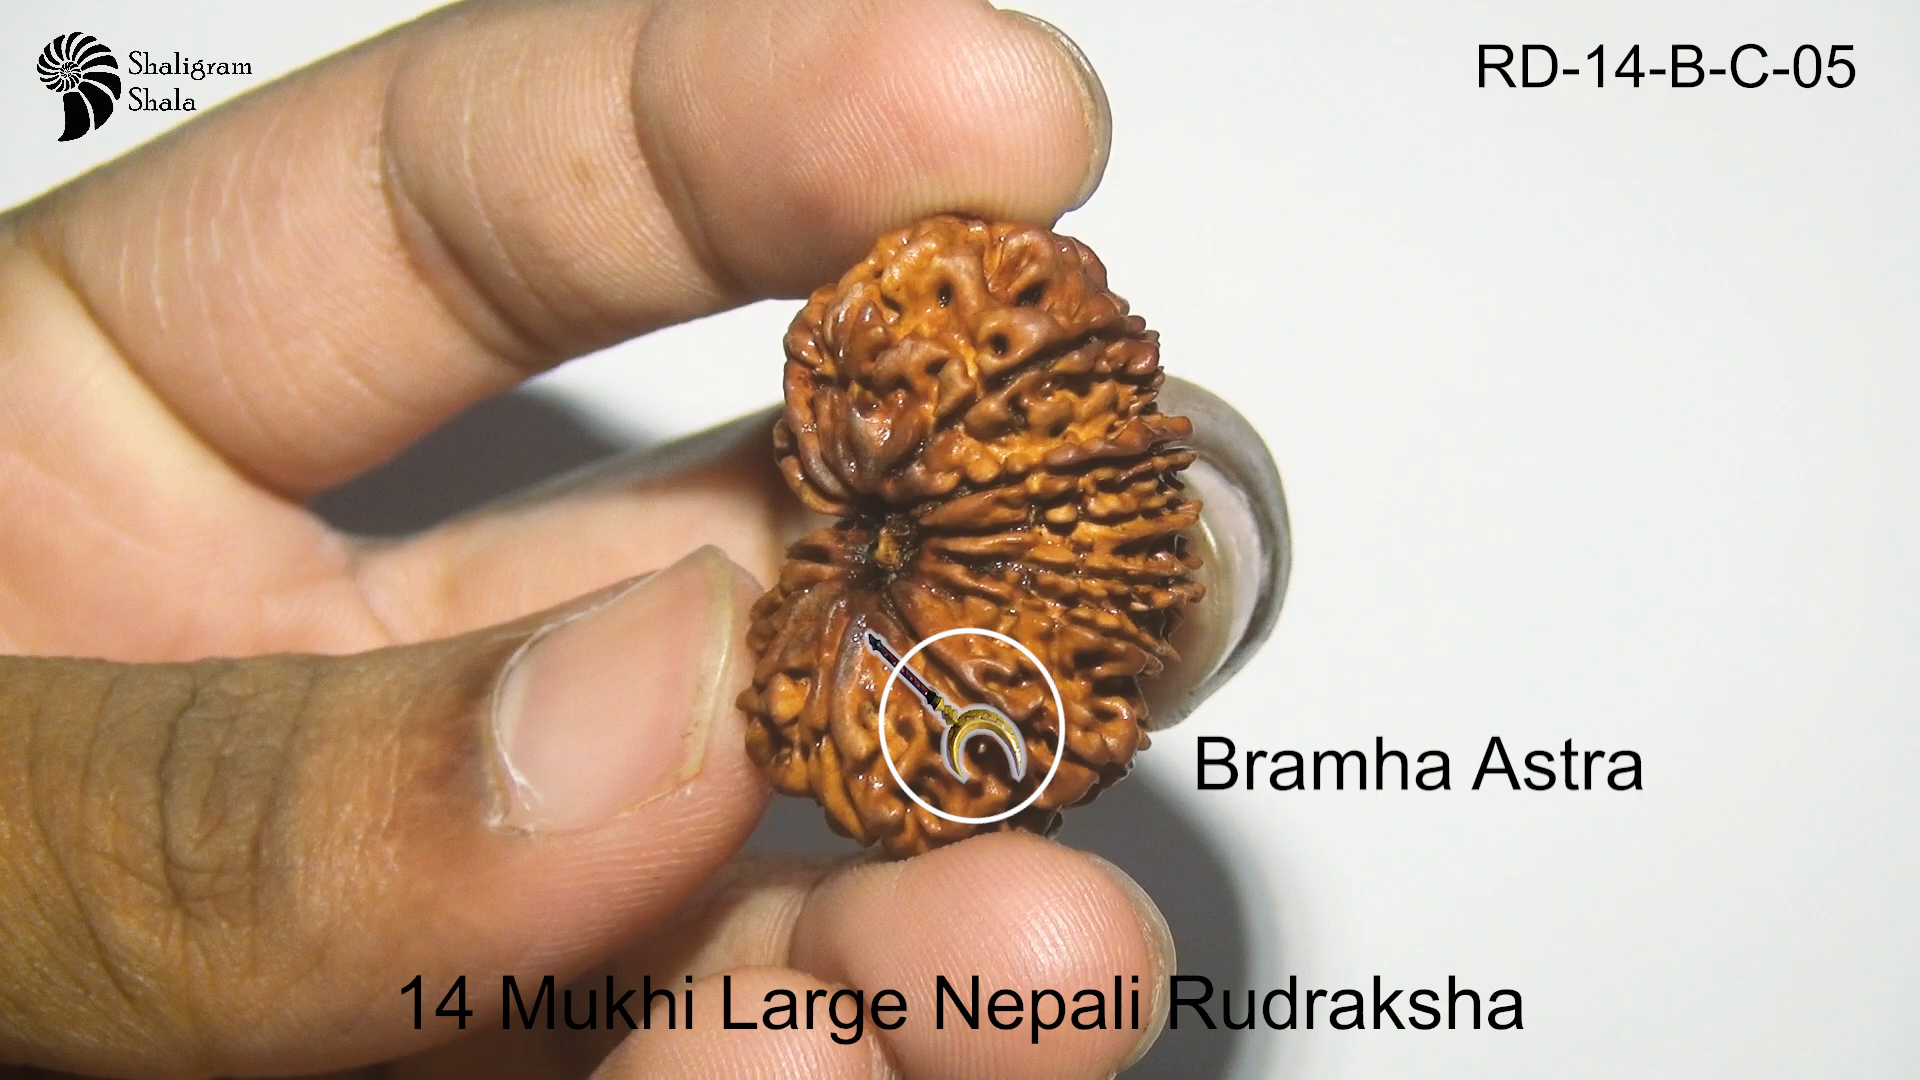 Shaligram
Shala
RD-14-B-C-05
Bramha Astra
14 Mukhi Large Nepali Rudraksha